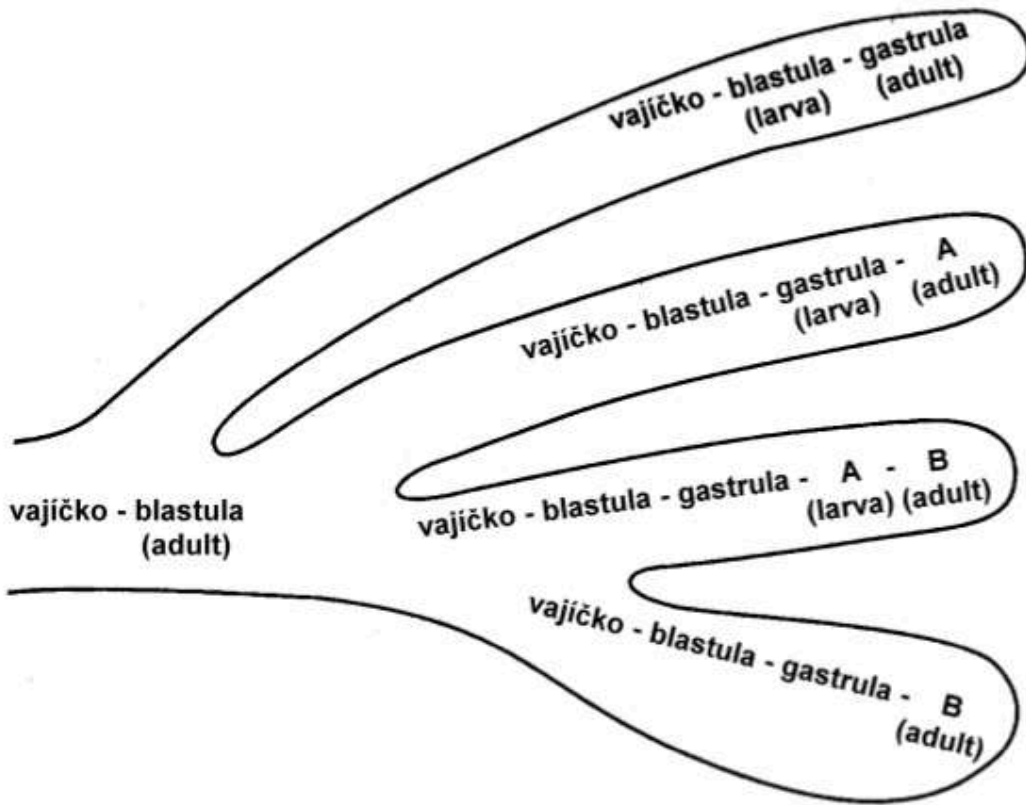 vajíčko - blastula - gastrula
(larva) (adult)
vajíčko - blastula - gastrula - A
(larva) (adult)
vajíčko - blastula - gastrula - A - B
(larva) (adult)
vajíčko - blastula
(adult)
vajíčko - blastula - gastrula - B
(adult)